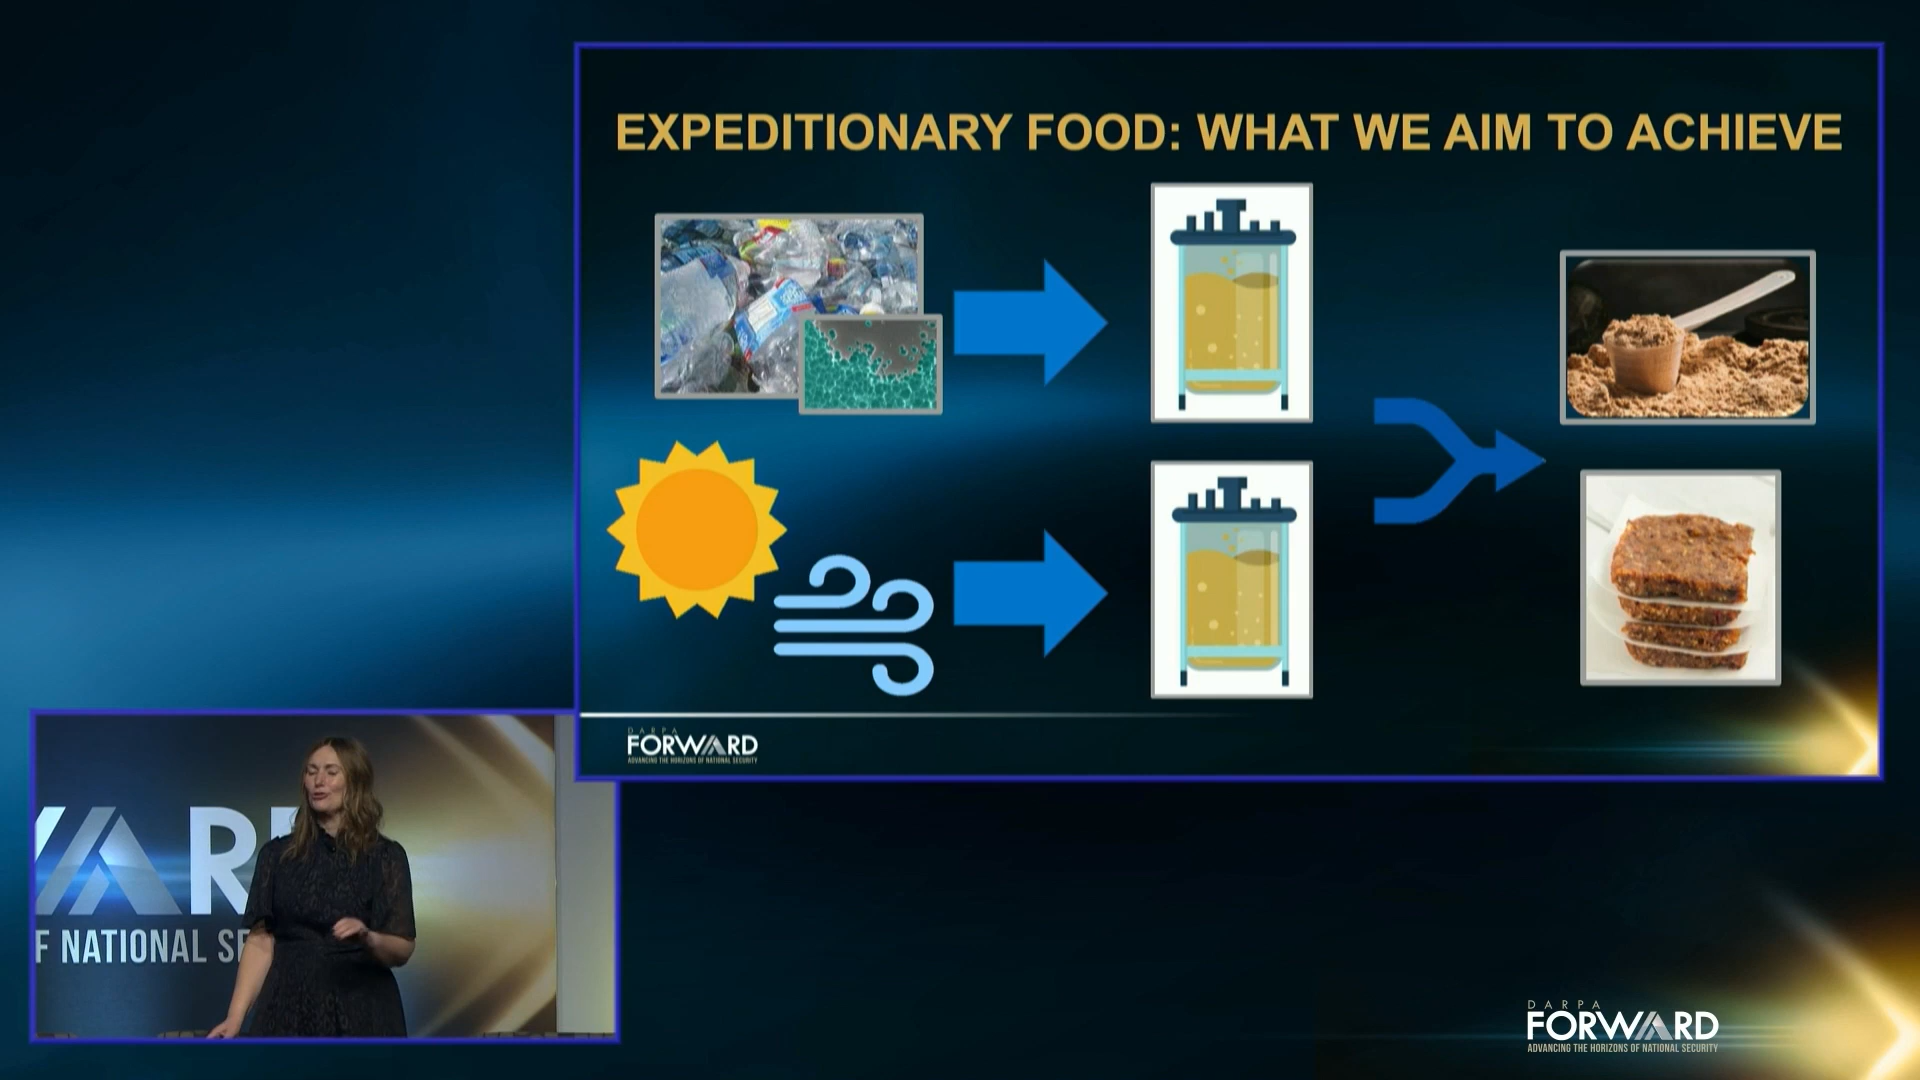 EXPEDITIONARY FOOD: WHAT WE AIM TO ACHIEVE
DARPA
FORWARD
ADVANCING THE HORIZONS OF NATIONAL SECURITY
WARD
F NATIONAL SE
DARPA
FORWARD
ADVANCING THE HORIZONS OF NATIONAL SECURITY